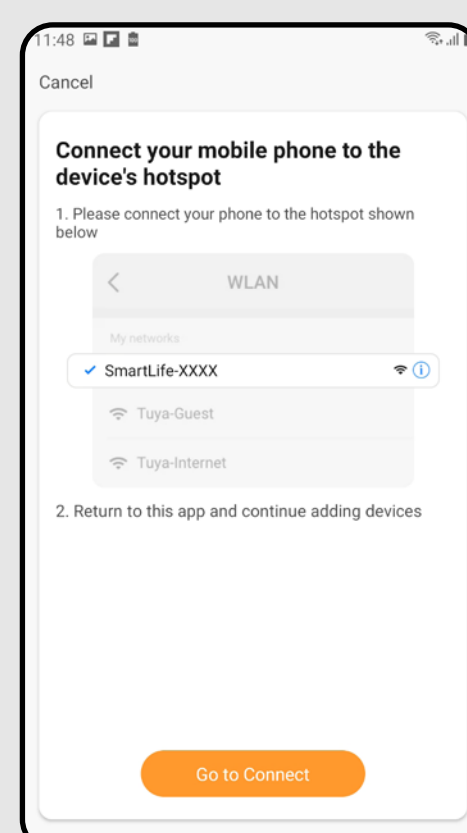 11:48
Cancel
Connect your mobile phone to the
device's hotspot
1. Please connect your phone to the hotspot shown
below
WLAN
My networks
SmartLife-XXXX
Tuya-Guest
Tuya-Internet
2. Return to this app and continue adding devices
Go to Connect